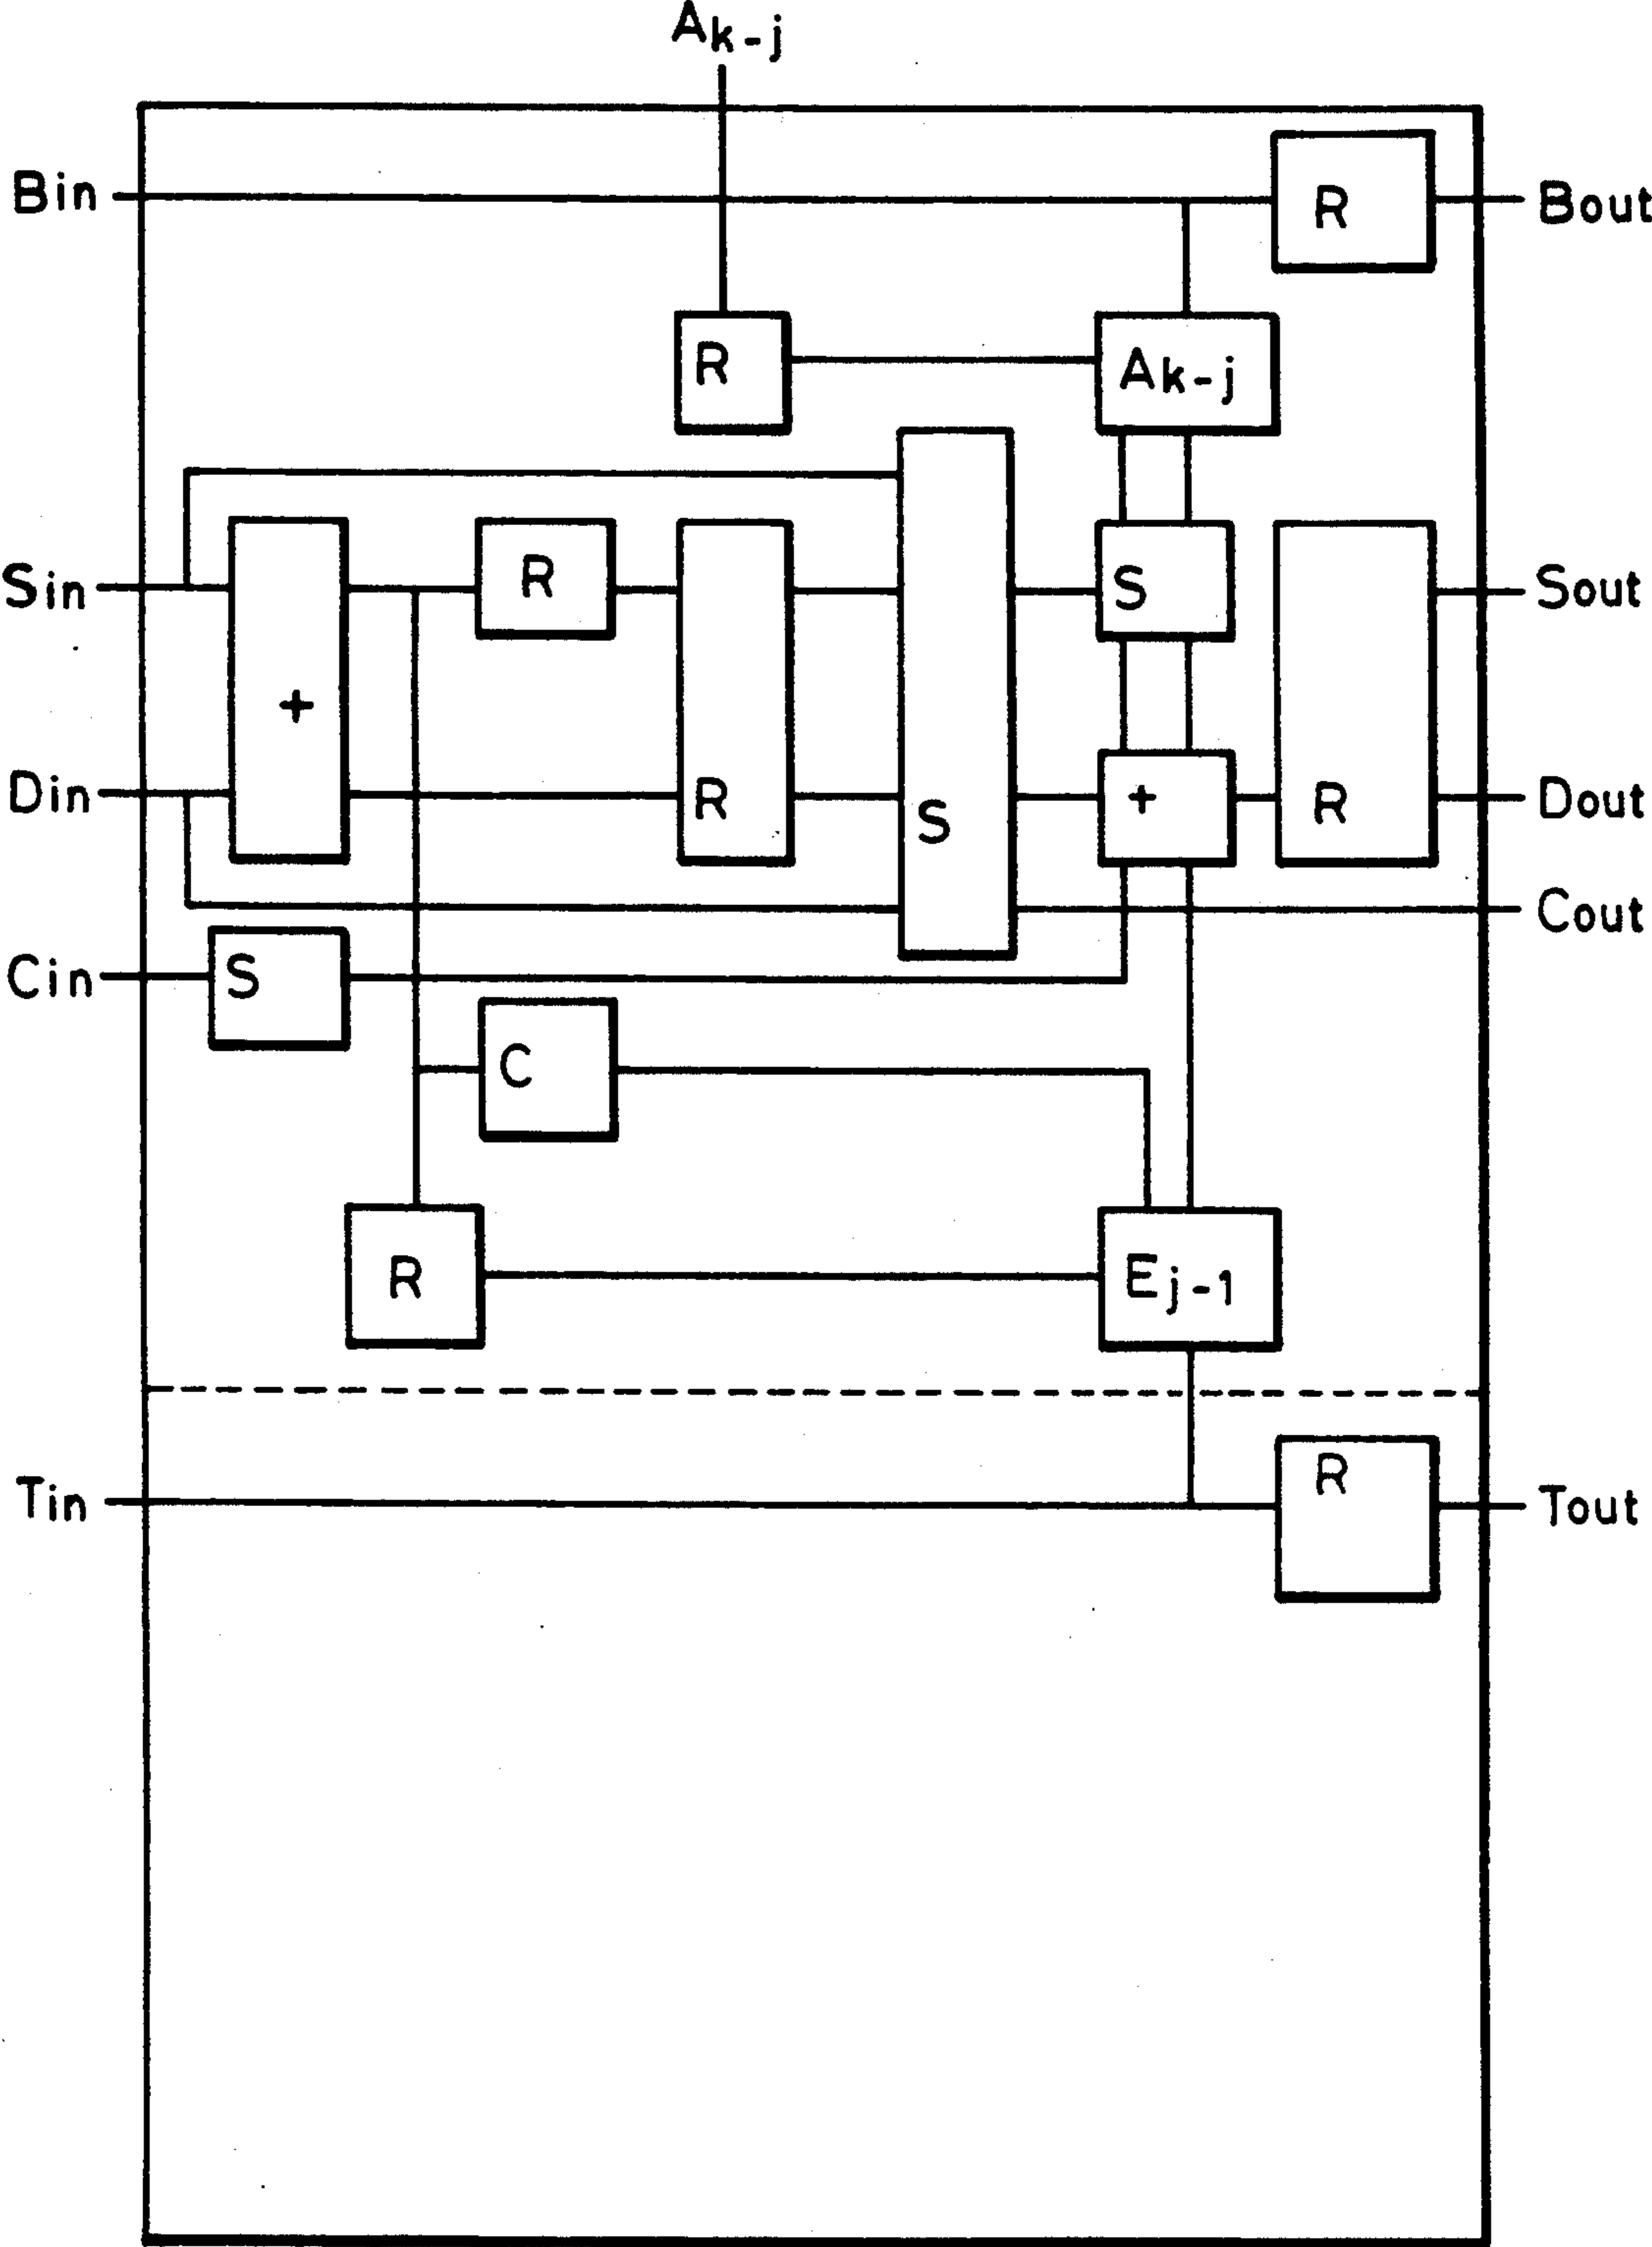 Ak-j
Bin
R
Bout
R
Ak-j
Sin
R
S
Sout
+
Din
R
S
+
R
Dout
Cout
Cin
S
C
R
Ej-1
Tin
R
Tout